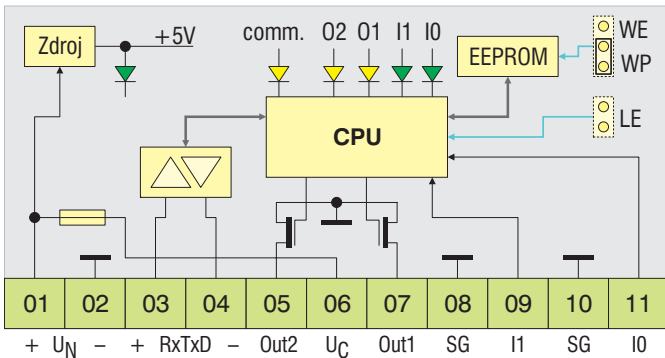 Zdroj
+5V
comm. O2 O1 I1 I0
EEPROM
WE
WP
LE
CPU
01 02 03 04 05 06 07 08 09 10 11
+ UN – + RxTxD – Out2 UC Out1 SG I1 SG I0